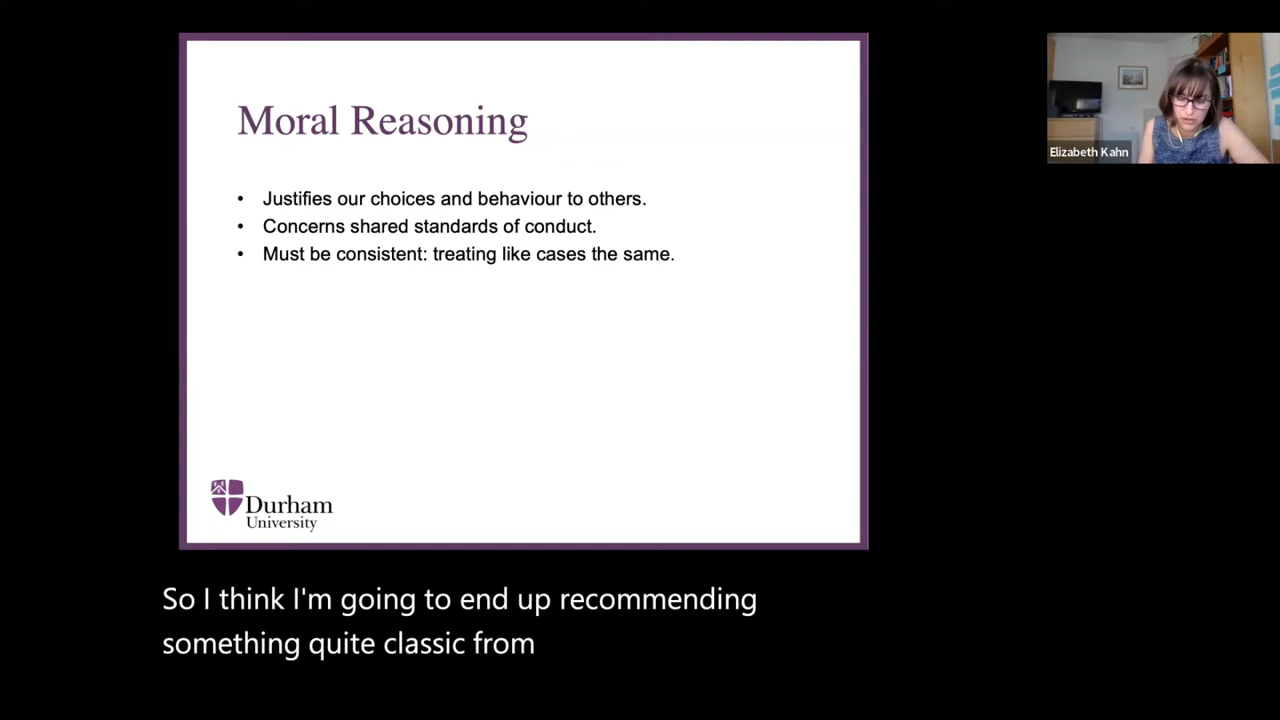 Moral Reasoning
• Justifies our choices and behaviour to others.
• Concerns shared standards of conduct.
• Must be consistent: treating like cases the same.
Durham
University
Elizabeth Kahn
So I think I'm going to end up recommending
something quite classic from